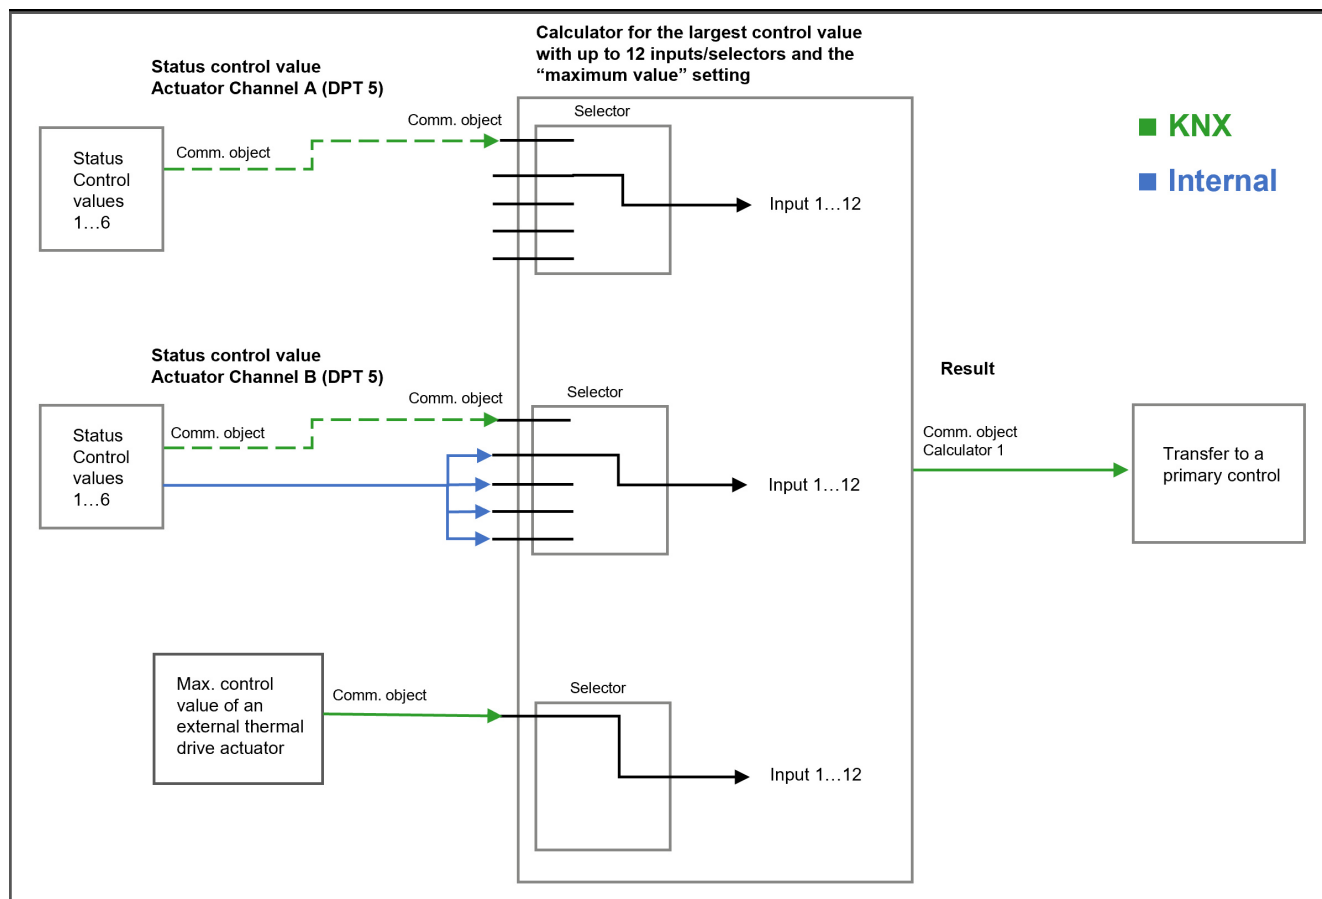 Calculator for the largest control value
with up to 12 inputs/selectors and the
“maximum value” setting
Status control value
Actuator Channel A (DPT 5)
Selector
Comm. object
Comm. object
Status
Control
values
1…6
Input 1…12
KNX
Internal
Status control value
Actuator Channel B (DPT 5)
Selector
Comm. object
Comm. object
Status
Control
values
1…6
Input 1…12
Result
Comm. object
Calculator 1
Transfer to a
primary control
Selector
Max. control
value of an
external thermal
drive actuator
Comm. object
Input 1…12